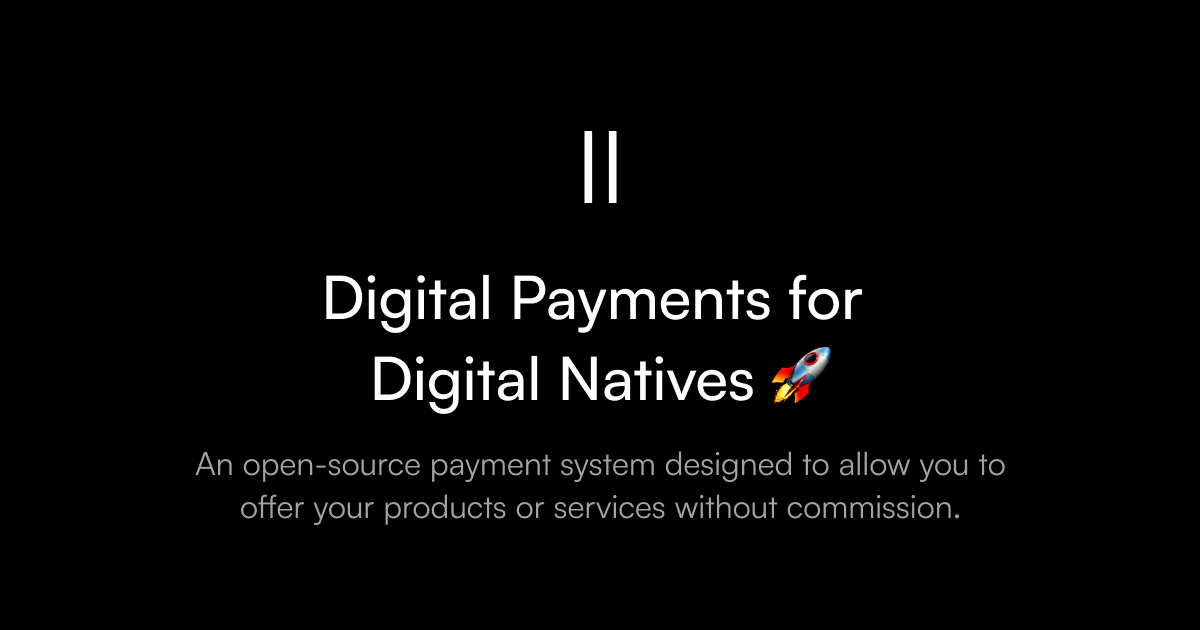 Digital Payments for
Digital Natives 🚀
An open-source payment system designed to allow you to
offer your products or services without commission.